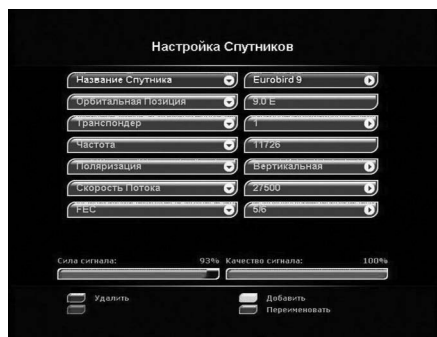 Настройка Спутников
Название Спутника Eurobird 9
Орбитальная Позиция 9.0 E
Транспондер 1
Частота 11726
Поляризация Вертикальная
Скорость Потока 27500
FEC 5/6
Сила сигнала: 93% Качество сигнала: 100%
Удалить Добавить
Переименовать